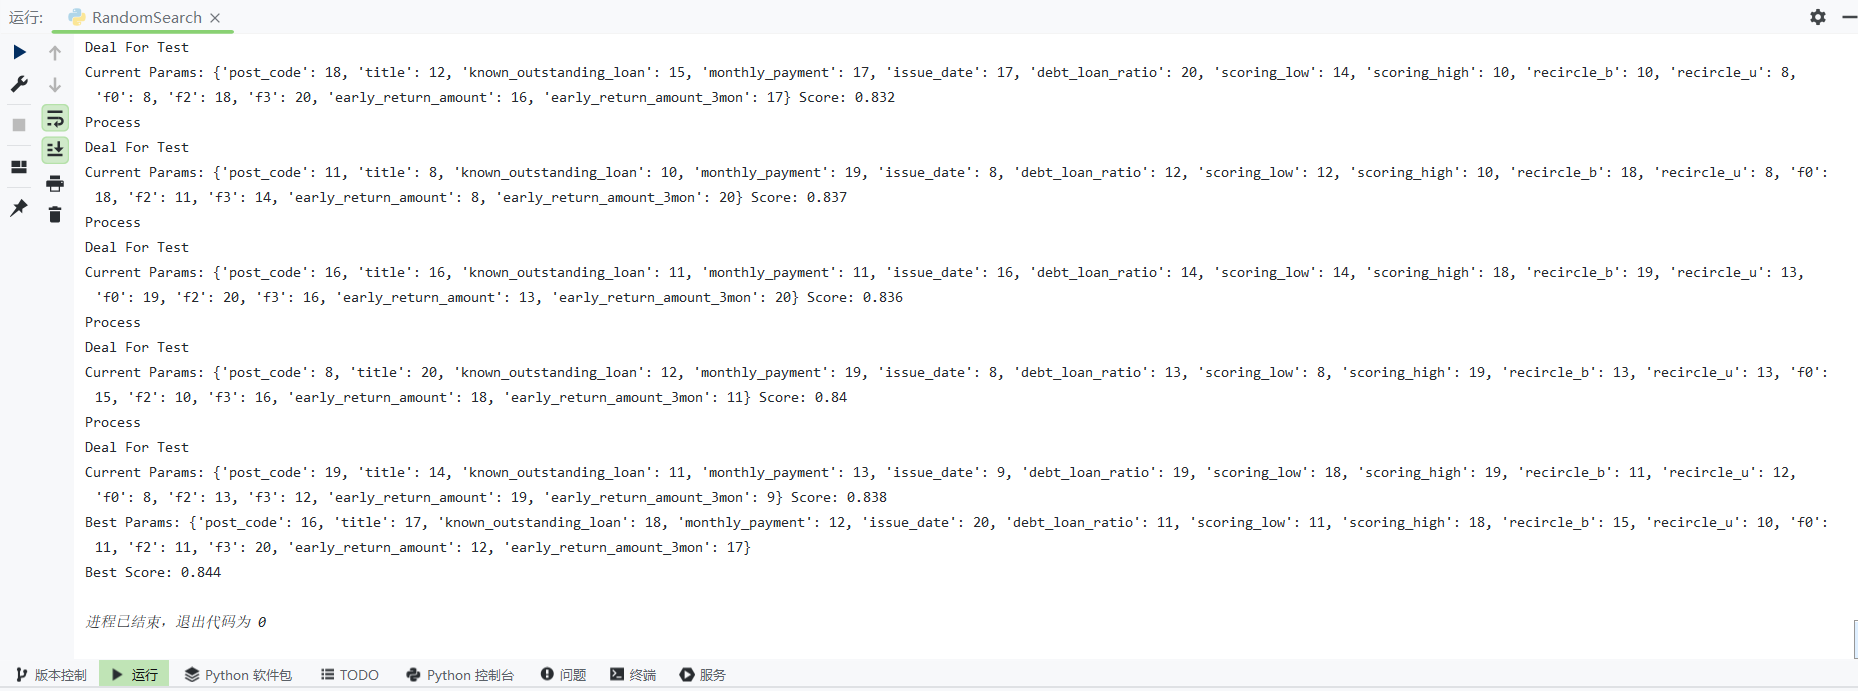 运行: RandomSearch
Deal For Test
Current Params: {'post_code': 18, 'title': 12, 'known_outstanding_loan': 15, 'monthly_payment': 17, 'issue_date': 17, 'debt_loan_ratio': 20, 'scoring_low': 14, 'scoring_high': 10, 'recircle_b': 10, 'recircle_u': 8,
'f0': 8, 'f2': 18, 'f3': 20, 'early_return_amount': 16, 'early_return_amount_3mon': 17} Score: 0.832
Process
Deal For Test
Current Params: {'post_code': 11, 'title': 8, 'known_outstanding_loan': 10, 'monthly_payment': 19, 'issue_date': 8, 'debt_loan_ratio': 12, 'scoring_low': 12, 'scoring_high': 10, 'recircle_b': 18, 'recircle_u': 8, 'f0':
18, 'f2': 11, 'f3': 14, 'early_return_amount': 8, 'early_return_amount_3mon': 20} Score: 0.837
Process
Deal For Test
Current Params: {'post_code': 16, 'title': 16, 'known_outstanding_loan': 11, 'monthly_payment': 11, 'issue_date': 16, 'debt_loan_ratio': 14, 'scoring_low': 14, 'scoring_high': 18, 'recircle_b': 19, 'recircle_u': 13,
'f0': 19, 'f2': 20, 'f3': 16, 'early_return_amount': 13, 'early_return_amount_3mon': 20} Score: 0.836
Process
Deal For Test
Current Params: {'post_code': 8, 'title': 20, 'known_outstanding_loan': 12, 'monthly_payment': 19, 'issue_date': 8, 'debt_loan_ratio': 13, 'scoring_low': 8, 'scoring_high': 19, 'recircle_b': 13, 'recircle_u': 13, 'f0':
15, 'f2': 10, 'f3': 16, 'early_return_amount': 18, 'early_return_amount_3mon': 11} Score: 0.84
Process
Deal For Test
Current Params: {'post_code': 19, 'title': 14, 'known_outstanding_loan': 11, 'monthly_payment': 13, 'issue_date': 9, 'debt_loan_ratio': 19, 'scoring_low': 18, 'scoring_high': 19, 'recircle_b': 11, 'recircle_u': 12,
'f0': 8, 'f2': 13, 'f3': 12, 'early_return_amount': 19, 'early_return_amount_3mon': 9} Score: 0.838
Best Params: {'post_code': 16, 'title': 17, 'known_outstanding_loan': 18, 'monthly_payment': 12, 'issue_date': 20, 'debt_loan_ratio': 11, 'scoring_low': 11, 'scoring_high': 18, 'recircle_b': 15, 'recircle_u': 10, 'f0':
11, 'f2': 11, 'f3': 20, 'early_return_amount': 12, 'early_return_amount_3mon': 17}
Best Score: 0.844
进程已结束，退出代码为 0
版本控制 运行 Python 软件包 TODO Python 控制台 问题 终端 服务